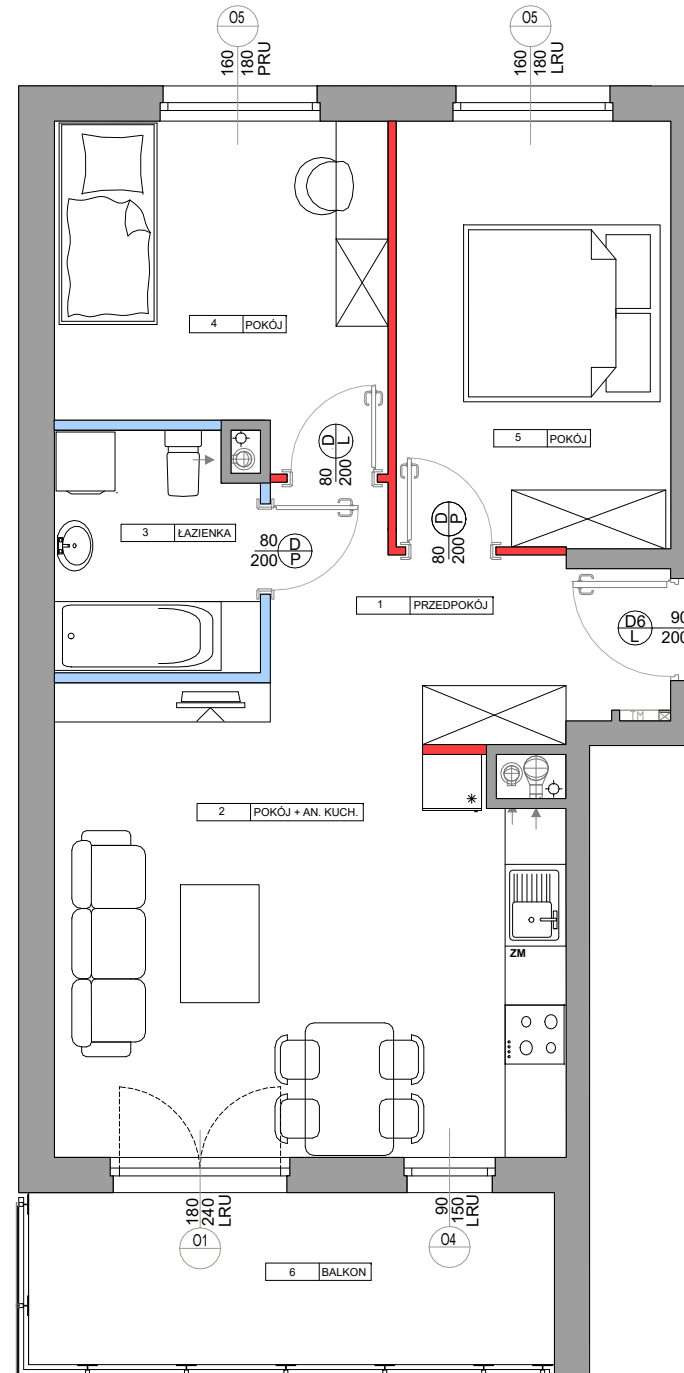 O5
160
180
PRU
O5
160
180
LRU
4 POKÓJ
5 POKÓJ
D
L
80
200
D
P
80
200
3 ŁAZIENKA
80
200
D
P
1 PRZEDPOKÓJ
D6
L
90
200
TM
2 POKÓJ + AN. KUCH.
ZM
180
240
LRU
O1
90
150
LRU
O4
6 BALKON